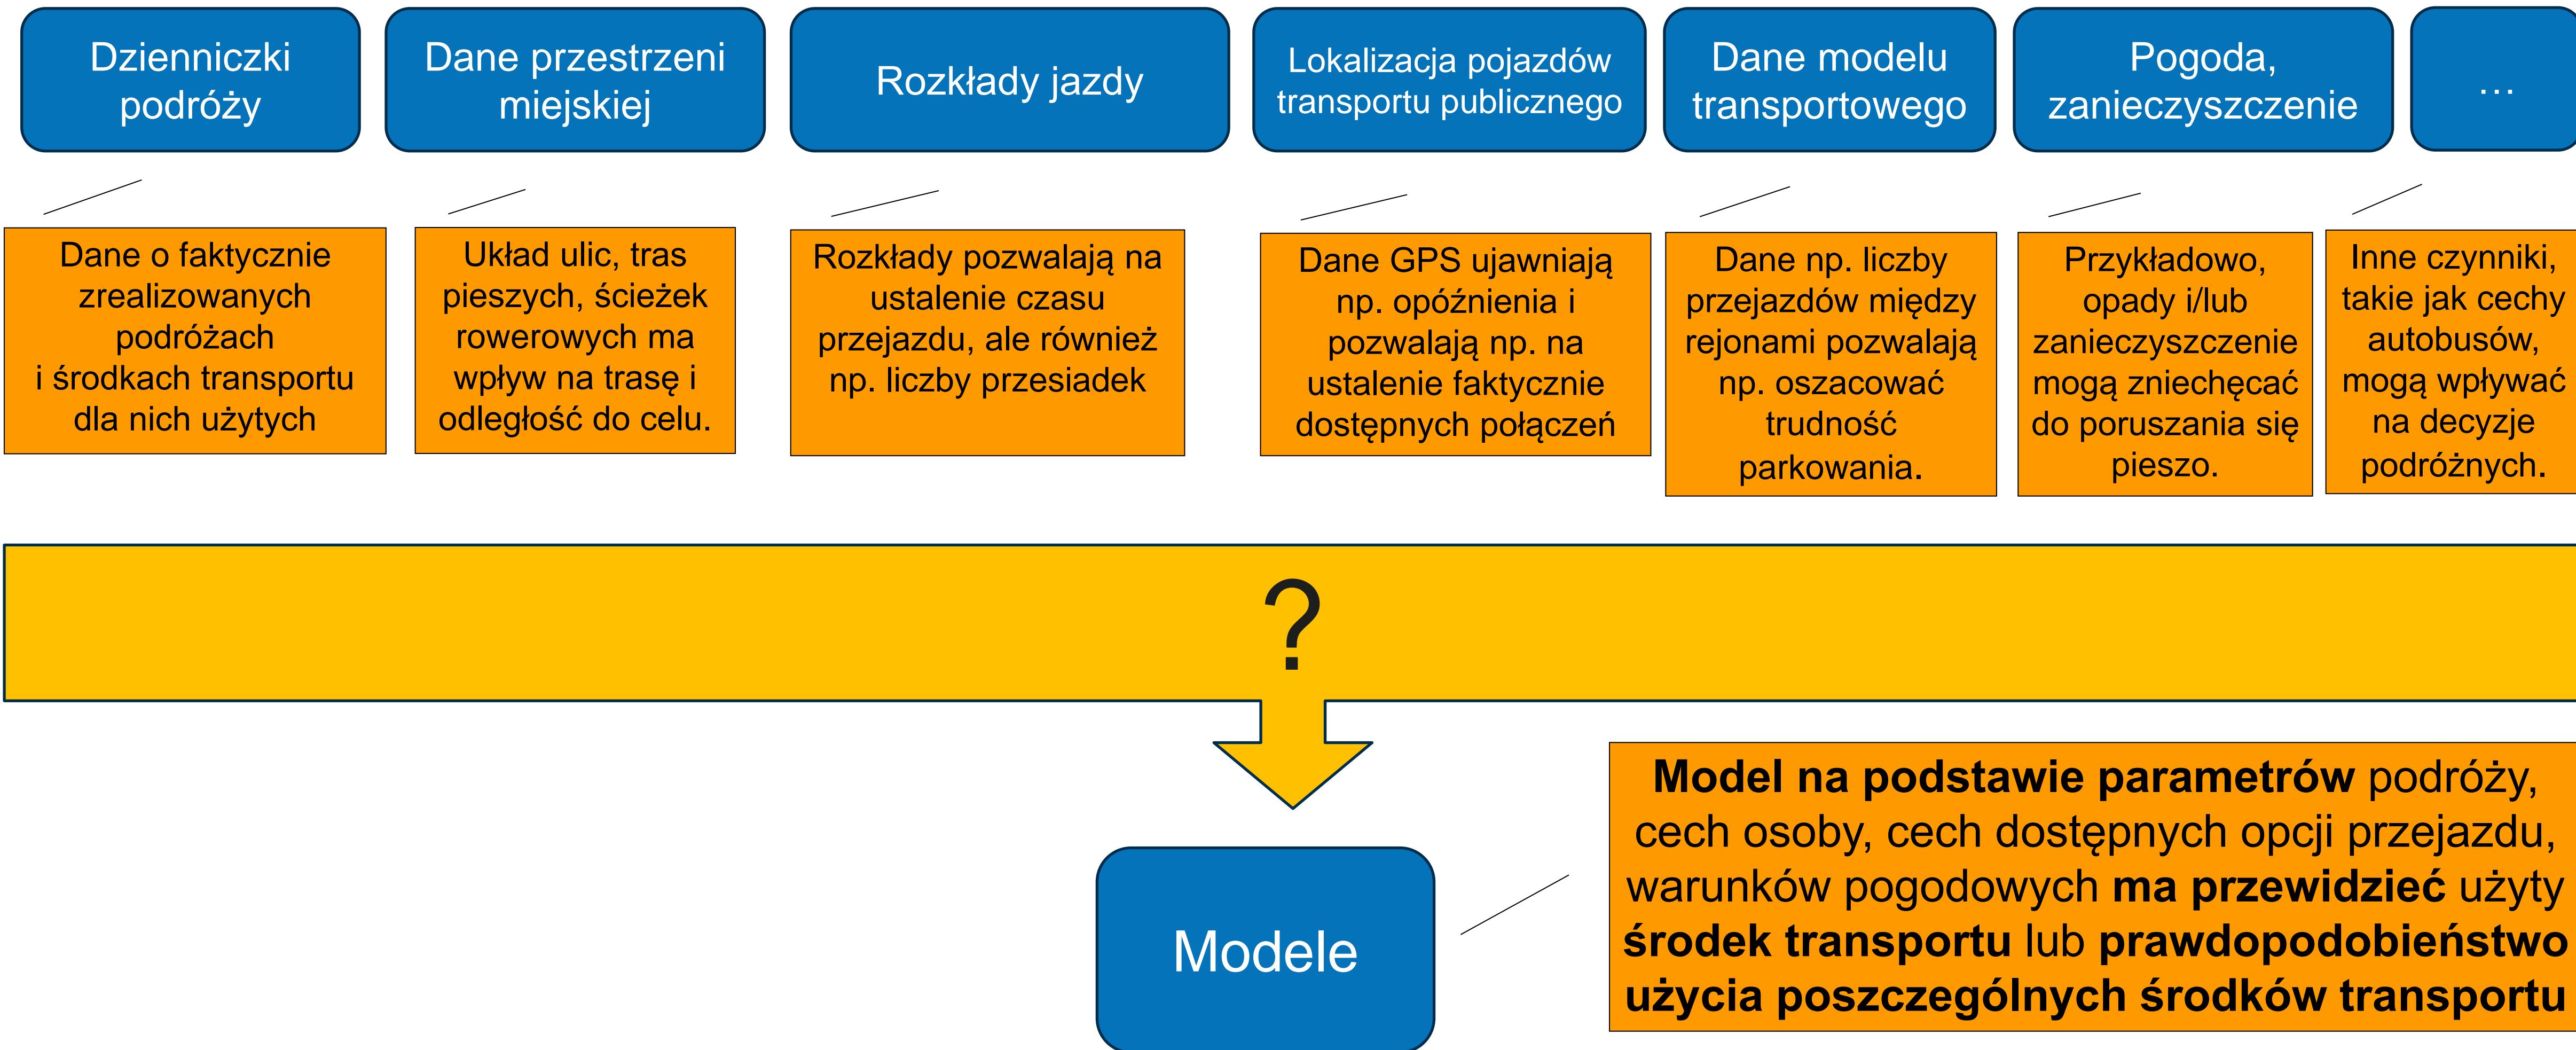 Dzienniczki
podróży
Dane przestrzeni
miejskiej
Rozkłady jazdy
Lokalizacja pojazdów
transportu publicznego
Dane modelu
transportowego
Pogoda,
zanieczyszczenie
...
Dane o faktycznie
zrealizowanych
podróżach
i środkach transportu
dla nich użytych
Układ ulic, tras
pieszych, ścieżek
rowerowych ma
wpływ na trasę i
odległość do celu.
Rozkłady pozwalają na
ustalenie czasu
przejazdu, ale również
np. liczby przesiadek
Dane GPS ujawniają
np. opóźnienia i
pozwalają np. na
ustalenie faktycznie
dostępnych połączeń
Dane np. liczby
przejazdów między
rejonami pozwalają
np. oszacować
trudność
parkowania.
Przykładowo,
opady i/lub
zanieczyszczenie
mogą zniechęcać
do poruszania się
pieszo.
Inne czynniki,
takie jak cechy
autobusów,
mogą wpływać
na decyzje
podróżnych.
?
Modele
Model na podstawie parametrów podróży,
cech osoby, cech dostępnych opcji przejazdu,
warunków pogodowych ma przewidzieć użyty
środek transportu lub prawdopodobieństwo
użycia poszczególnych środków transportu